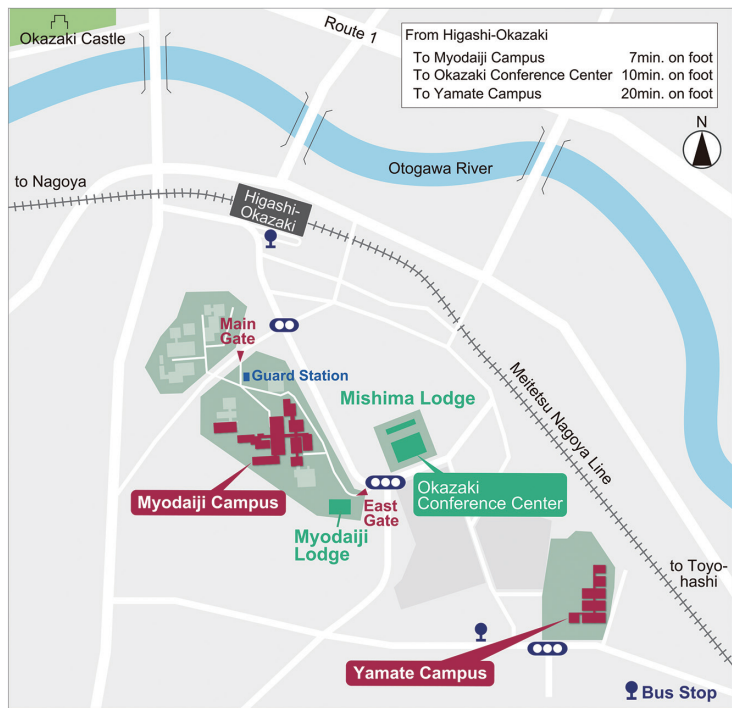 Okazaki Castle
Route 1
From Higashi-Okazaki
To Myodaiji Campus 7min. on foot
To Okazaki Conference Center 10min. on foot
To Yamate Campus 20min. on foot
N
Otogawa River
to Nagoya
Higashi-
Okazaki
Main
Gate
Guard Station
Mishima Lodge
Meitetsu Nagoya Line
Okazaki
Conference Center
Myodaiji Campus
East
Gate
Myodaiji
Lodge
to Toyo-
hashi
Yamate Campus
Bus Stop